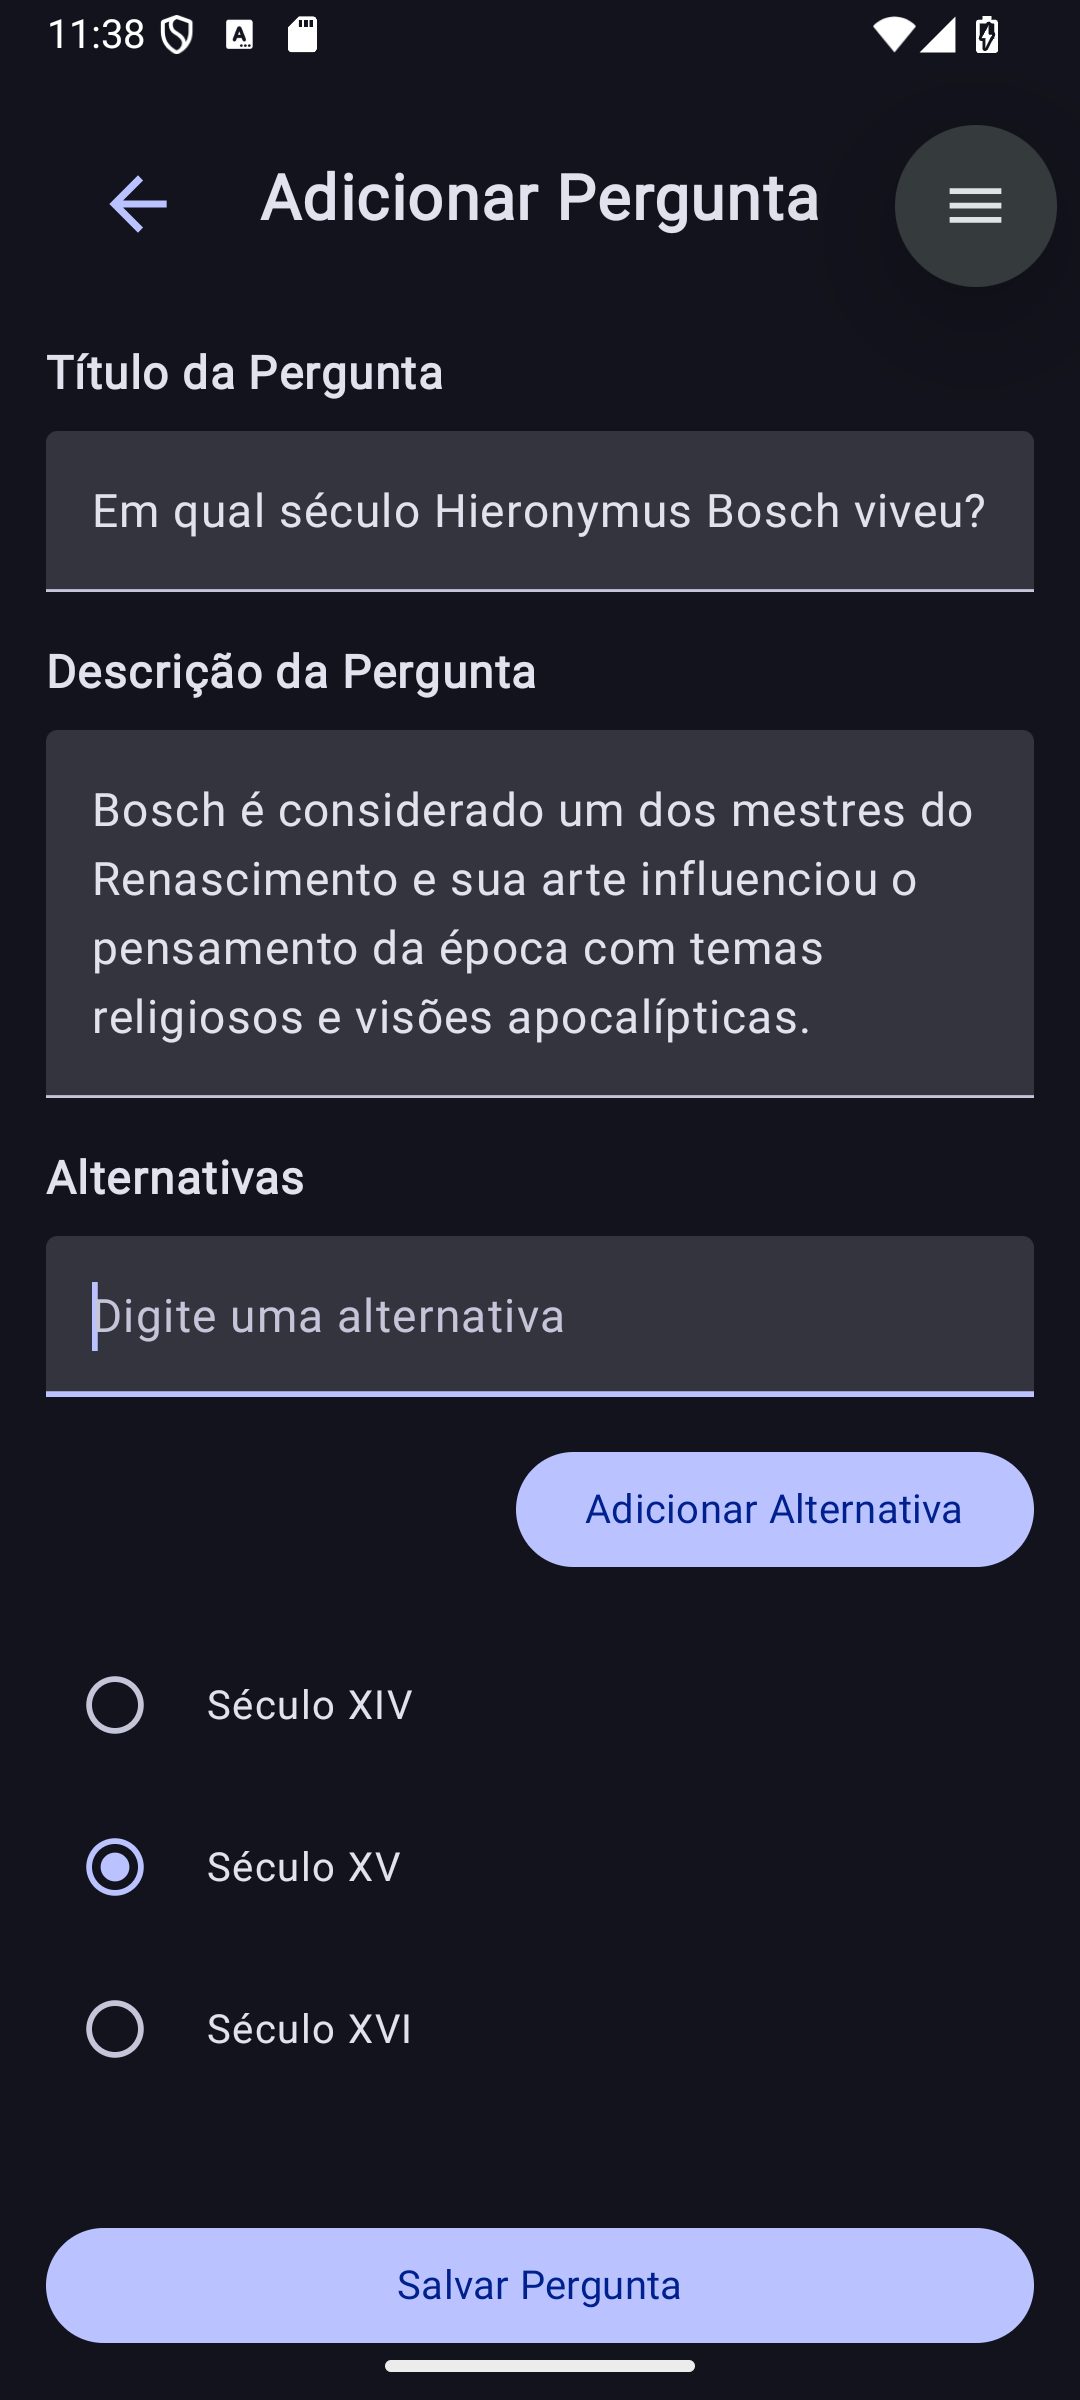 11:38
Adicionar Pergunta
Título da Pergunta
Em qual século Hieronymus Bosch viveu?
Descrição da Pergunta
Bosch é considerado um dos mestres do
Renascimento e sua arte influenciou o
pensamento da época com temas
religiosos e visões apocalípticas.
Alternativas
Digite uma alternativa
Adicionar Alternativa
Século XIV
Século XV
Século XVI
Salvar Pergunta